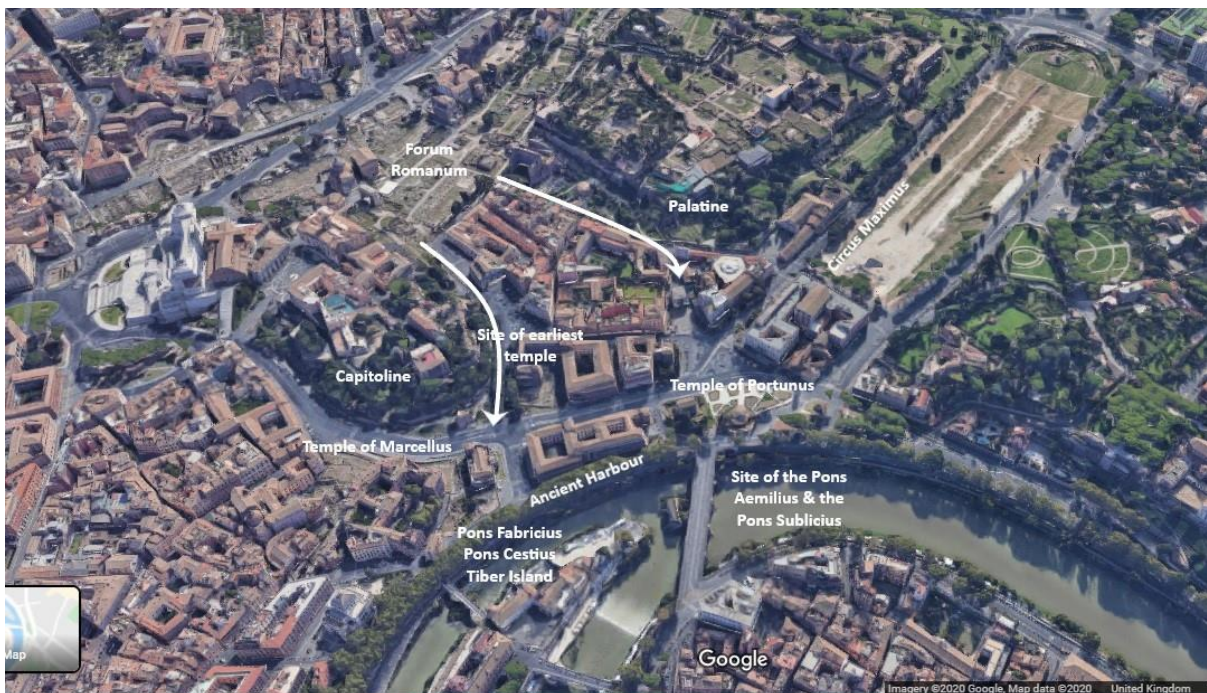 Forum
Romanum
Palatine
Circus Maximus
Site of earliest
temple
Capitoline
Temple of Portunus
Temple of Marcellus
Ancient Harbour
Site of the Pons
Aemilius & the
Pons Sublicius
Pons Fabricius
Pons Cestius
Tiber Island
Map
Google
Imagery ©2020 Google, Map data ©2020 United Kingdom